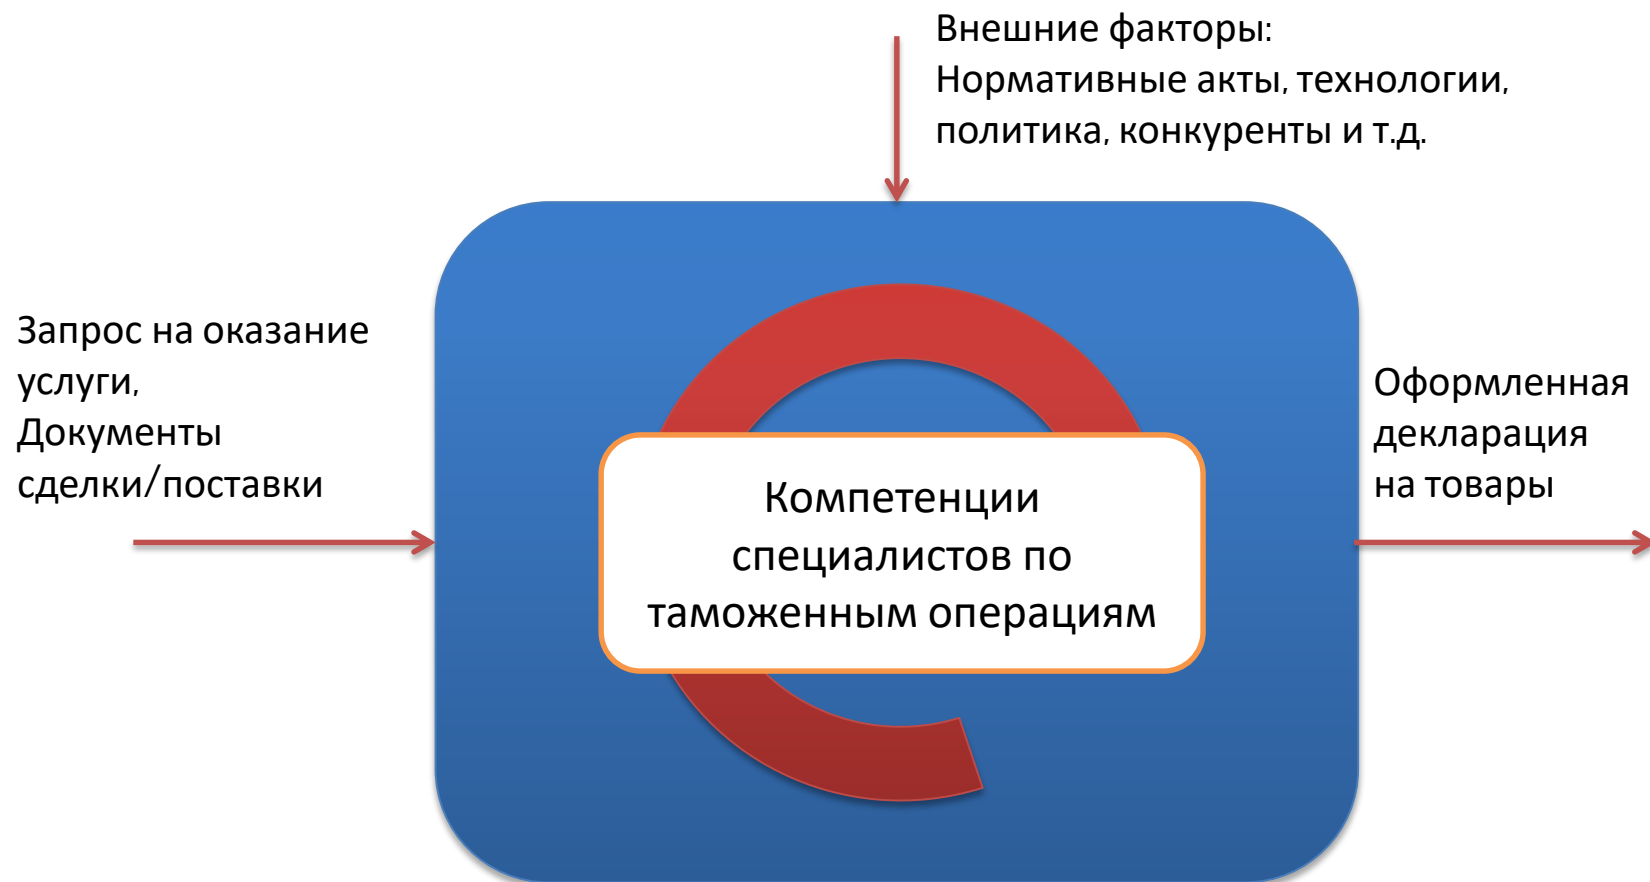 Внешние факторы:
Нормативные акты, технологии,
политика, конкуренты и т.д.
Запрос на оказание
услуги,
Документы
сделки/поставки
Компетенции
специалистов по
таможенным операциям
Оформленная
декларация
на товары